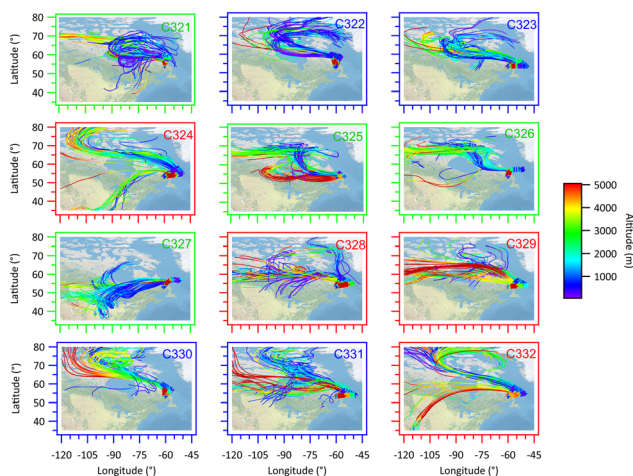 C321
C322
C323
80
70
60
50
40
Latitude (°)
C324
C325
C326
80
70
60
50
40
Latitude (°)
5000
4000
3000
2000
1000
Altitude (m)
C327
C328
C329
80
70
60
50
40
Latitude (°)
C330
C331
C332
80
70
60
50
40
Latitude (°)
-120 -105 -90 -75 -60 -45
-120 -105 -90 -75 -60 -45
-120 -105 -90 -75 -60 -45
Longitude (°)
Longitude (°)
Longitude (°)